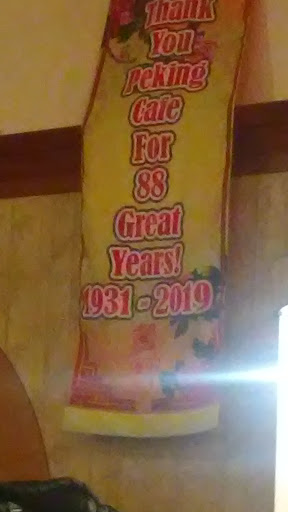 Thank
You
Peking
Cafe
For
88
Great
Years!
1931 - 2019